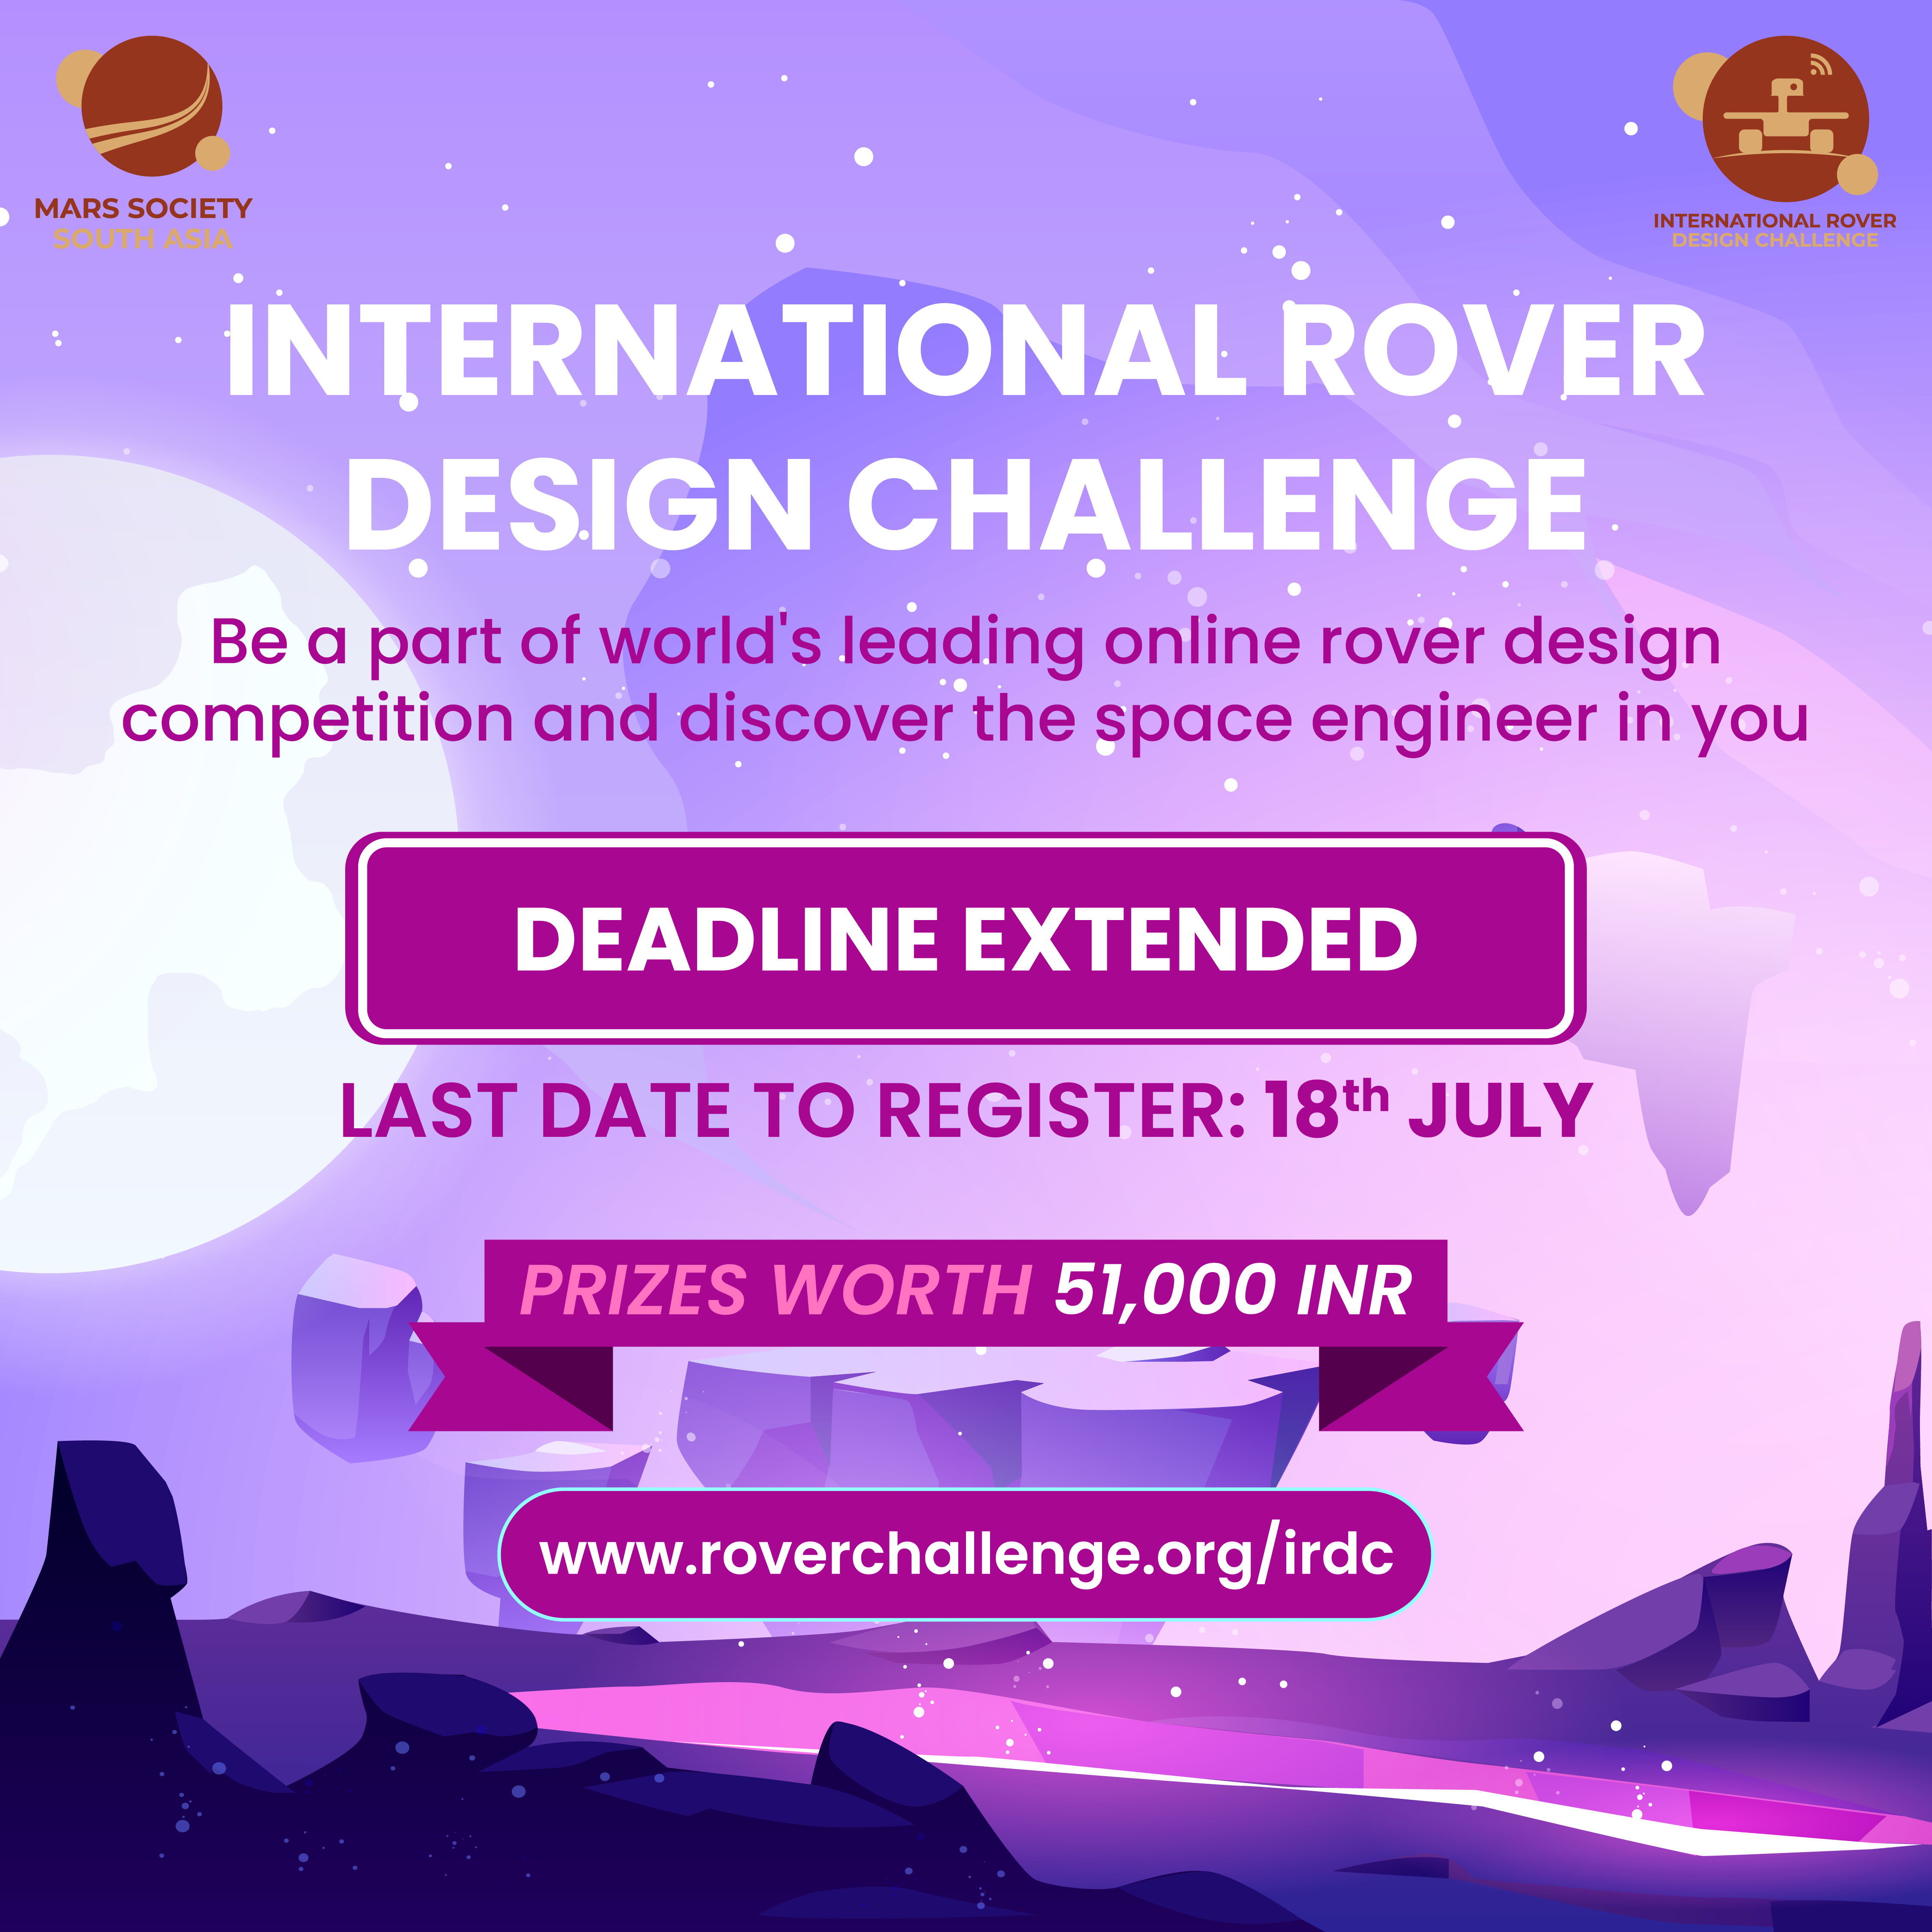 MARS SOCIETY
SOUTH ASIA
INTERNATIONAL ROVER
DESIGN CHALLENGE
INTERNATIONAL ROVER
DESIGN CHALLENGE
Be a part of world's leading online rover design
competition and discover the space engineer in you
DEADLINE EXTENDED
LAST DATE TO REGISTER: 18th JULY
PRIZES WORTH 51,000 INR
www.roverchallenge.org/irdc